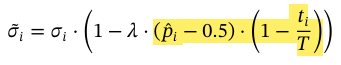 σ̃ᵢ = σᵢ · (1 − λ · (p̂ᵢ − 0.5) · (1 − tᵢ/T))